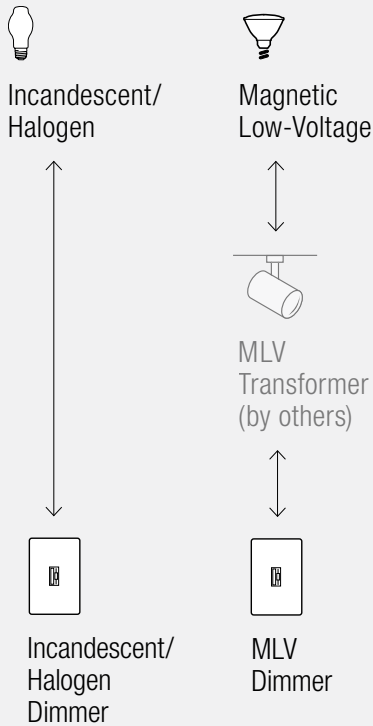 Incandescent/
Halogen
Magnetic
Low-Voltage
MLV
Transformer
(by others)
Incandescent/
Halogen
Dimmer
MLV
Dimmer